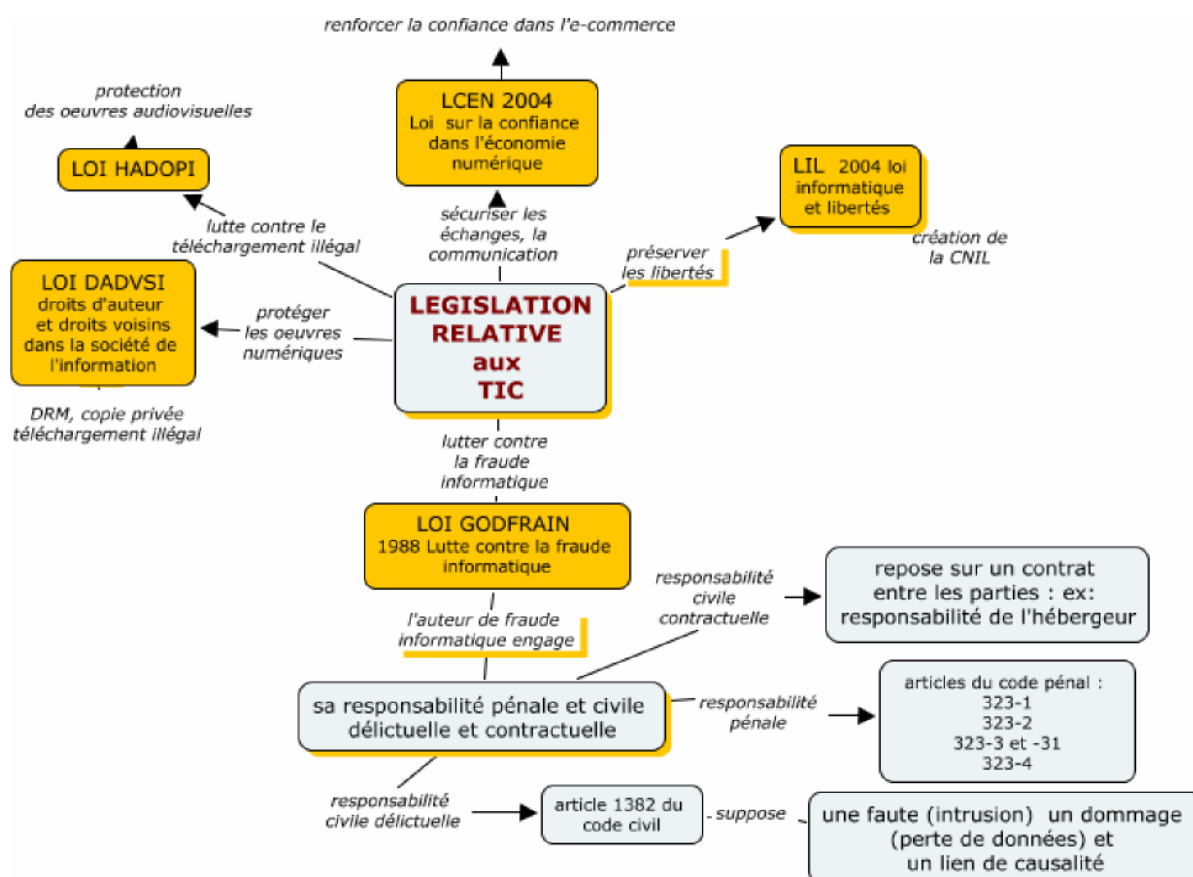 renforcer la confiance dans l'e-commerce
protection
des oeuvres audiovisuelles
LOI HADOPI
lutte contre le
téléchargement illégal
LCEN 2004
Loi sur la confiance
dans l'économie
numérique
sécuriser les
échanges, la
communication
LIL 2004 loi
informatique
et libertés
création de
la CNIL
préserver
les libertés
LOI DADVSI
droits d'auteur
et droits voisins
dans la société de
l'information
protéger
les oeuvres
numériques
DRM, copie privée
téléchargement illégal
LEGISLATION
RELATIVE
aux
TIC
lutter contre
la fraude
informatique
LOI GODFRAIN
1988 Lutte contre la fraude
informatique
l'auteur de fraude
informatique engage
sa responsabilité pénale et civile
délictuelle et contractuelle
responsabilité
civile
contractuelle
repose sur un contrat
entre les parties : ex:
responsabilité de l'hébergeur
responsabilité
pénale
articles du code pénal :
323-1
323-2
323-3 et -31
323-4
responsabilité
civile délictuelle
article 1382 du
code civil
suppose
une faute (intrusion) un dommage
(perte de données) et
un lien de causalité